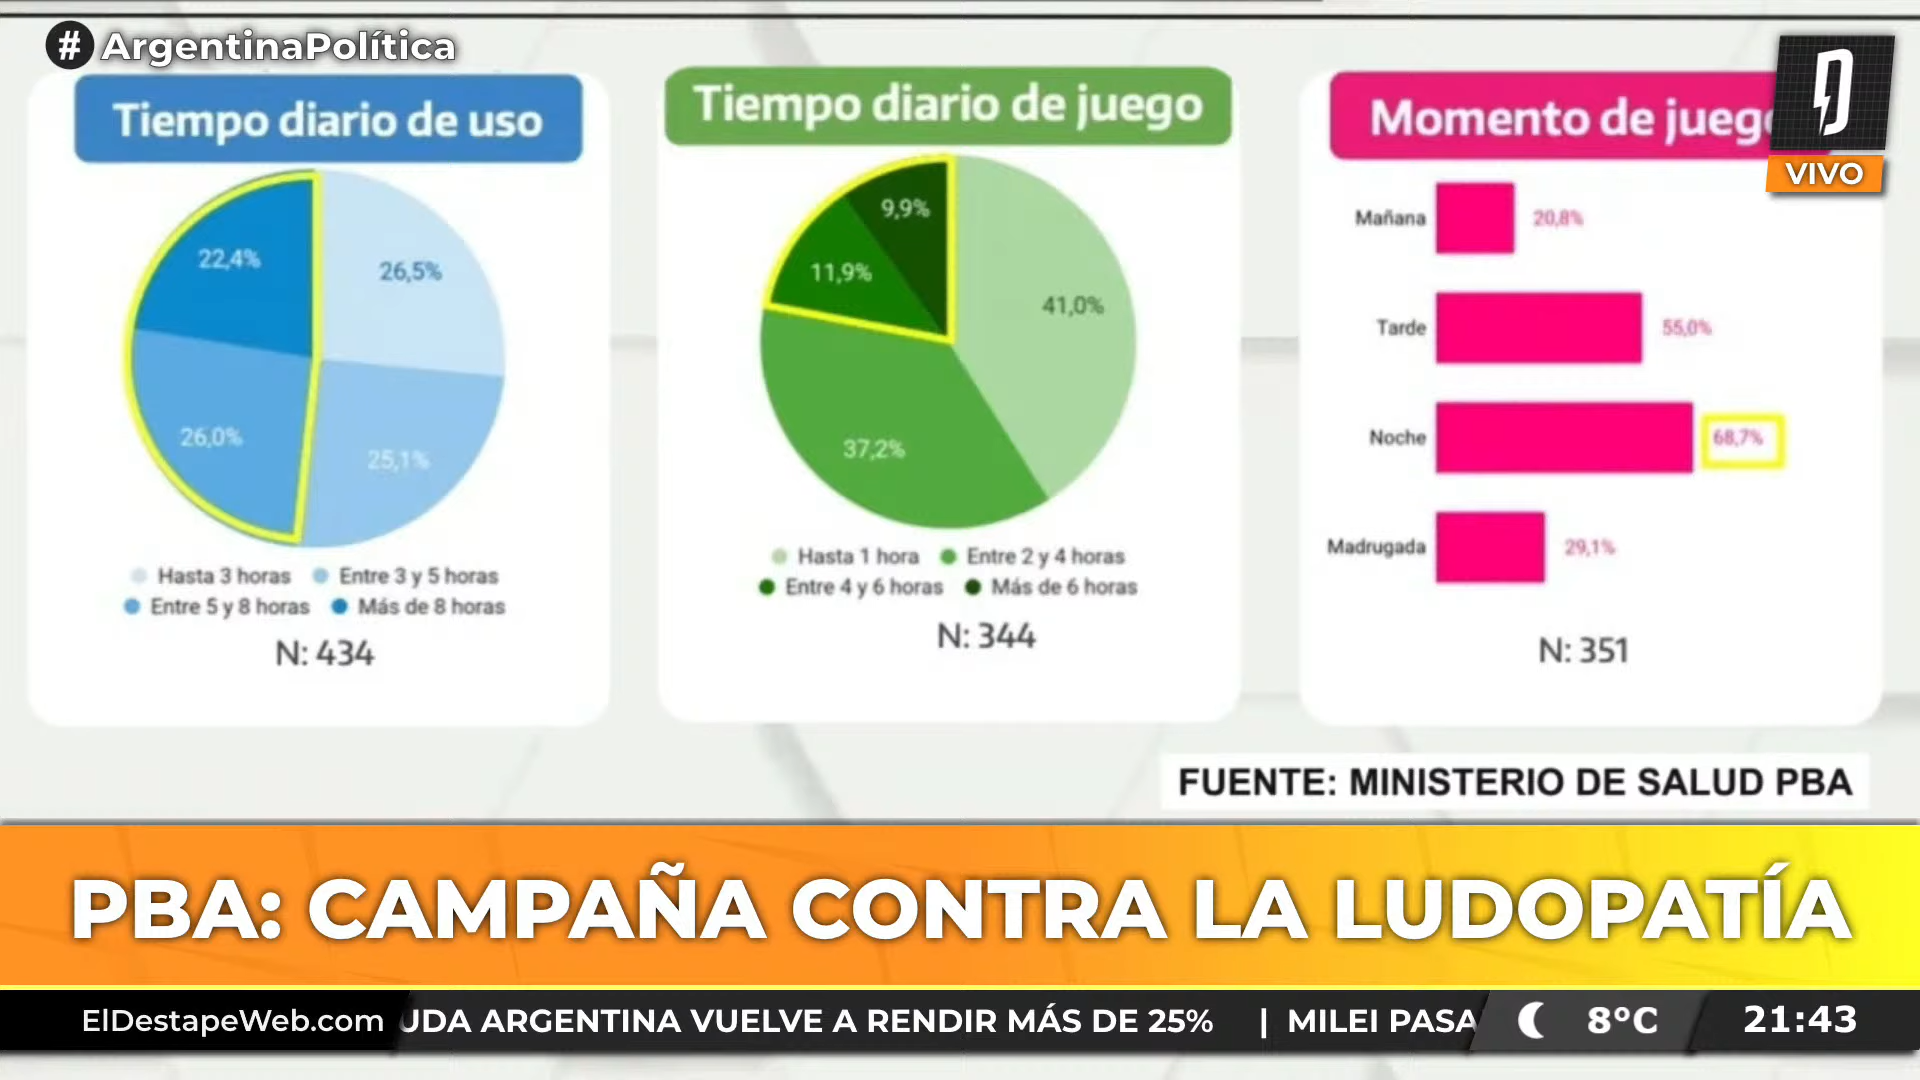 # ArgentinaPolítica
Tiempo diario de uso
22,4%
26,5%
26,0%
25,1%
Hasta 3 horas
Entre 3 y 5 horas
Entre 5 y 8 horas
Más de 8 horas
N: 434
Tiempo diario de juego
9,9%
11,9%
41,0%
37,2%
Hasta 1 hora
Entre 2 y 4 horas
Entre 4 y 6 horas
Más de 6 horas
N: 344
Momento de juego
VIVO
Mañana 20,8%
Tarde 55,0%
Noche 68,7%
Madrugada 29,1%
N: 351
FUENTE: MINISTERIO DE SALUD PBA
PBA: CAMPAÑA CONTRA LA LUDOPATÍA
ElDestapeWeb.com UDA ARGENTINA VUELVE A RENDIR MÁS DE 25% | MILEI PASA 8°C 21:43